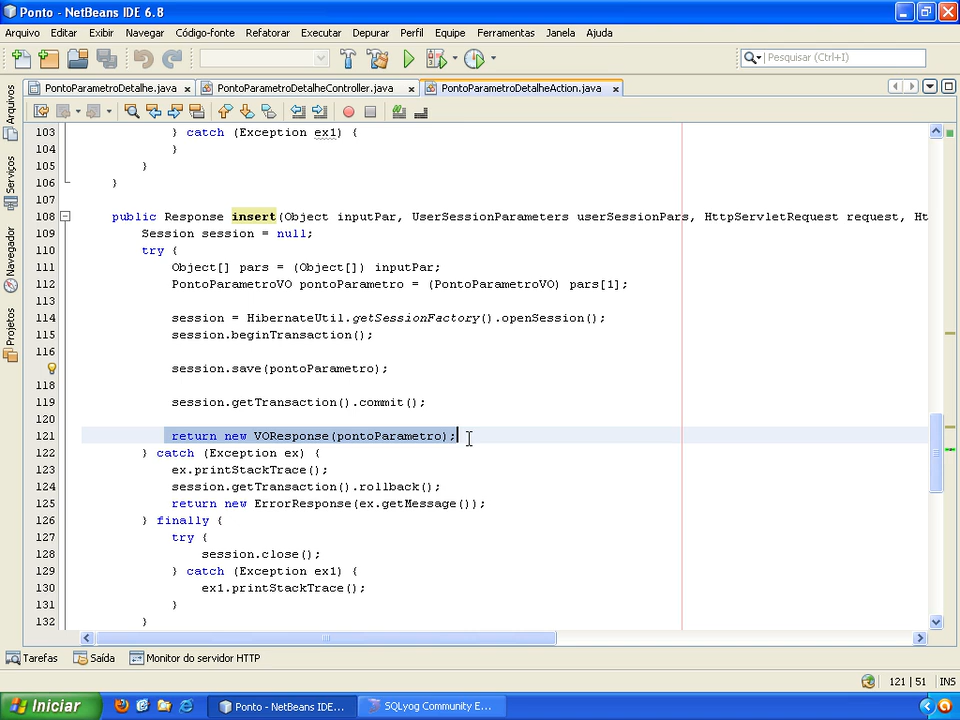 Ponto - NetBeans IDE 6.8
Arquivo Editar Exibir Navegar Código-fonte Refatorar Executar Depurar Perfil Equipe Ferramentas Janela Ajuda
Pesquisar (Ctrl+I)
PontoParametroDetalhe.java PontoParametroDetalheController.java PontoParametroDetalheAction.java
Arquivos
Serviços
Navegador
Projetos
103 } catch (Exception ex1) {
104 }
105 }
106 }
107
108 public Response insert(Object inputPar, UserSessionParameters userSessionPars, HttpServletRequest request, Ht
109 Session session = null;
110 try {
111 Object[] pars = (Object[]) inputPar;
112 PontoParametroVO pontoParametro = (PontoParametroVO) pars[1];
113
114 session = HibernateUtil.getSessionFactory().openSession();
115 session.beginTransaction();
116
session.save(pontoParametro);
118
119 session.getTransaction().commit();
120
121 return new VOResponse(pontoParametro);
122 } catch (Exception ex) {
123 ex.printStackTrace();
124 session.getTransaction().rollback();
125 return new ErrorResponse(ex.getMessage());
126 } finally {
127 try {
128 session.close();
129 } catch (Exception ex1) {
130 ex1.printStackTrace();
131 }
132 }
Tarefas Saída Monitor do servidor HTTP
121 | 51 INS
Iniciar Ponto - NetBeans IDE... SQLyog Community E...